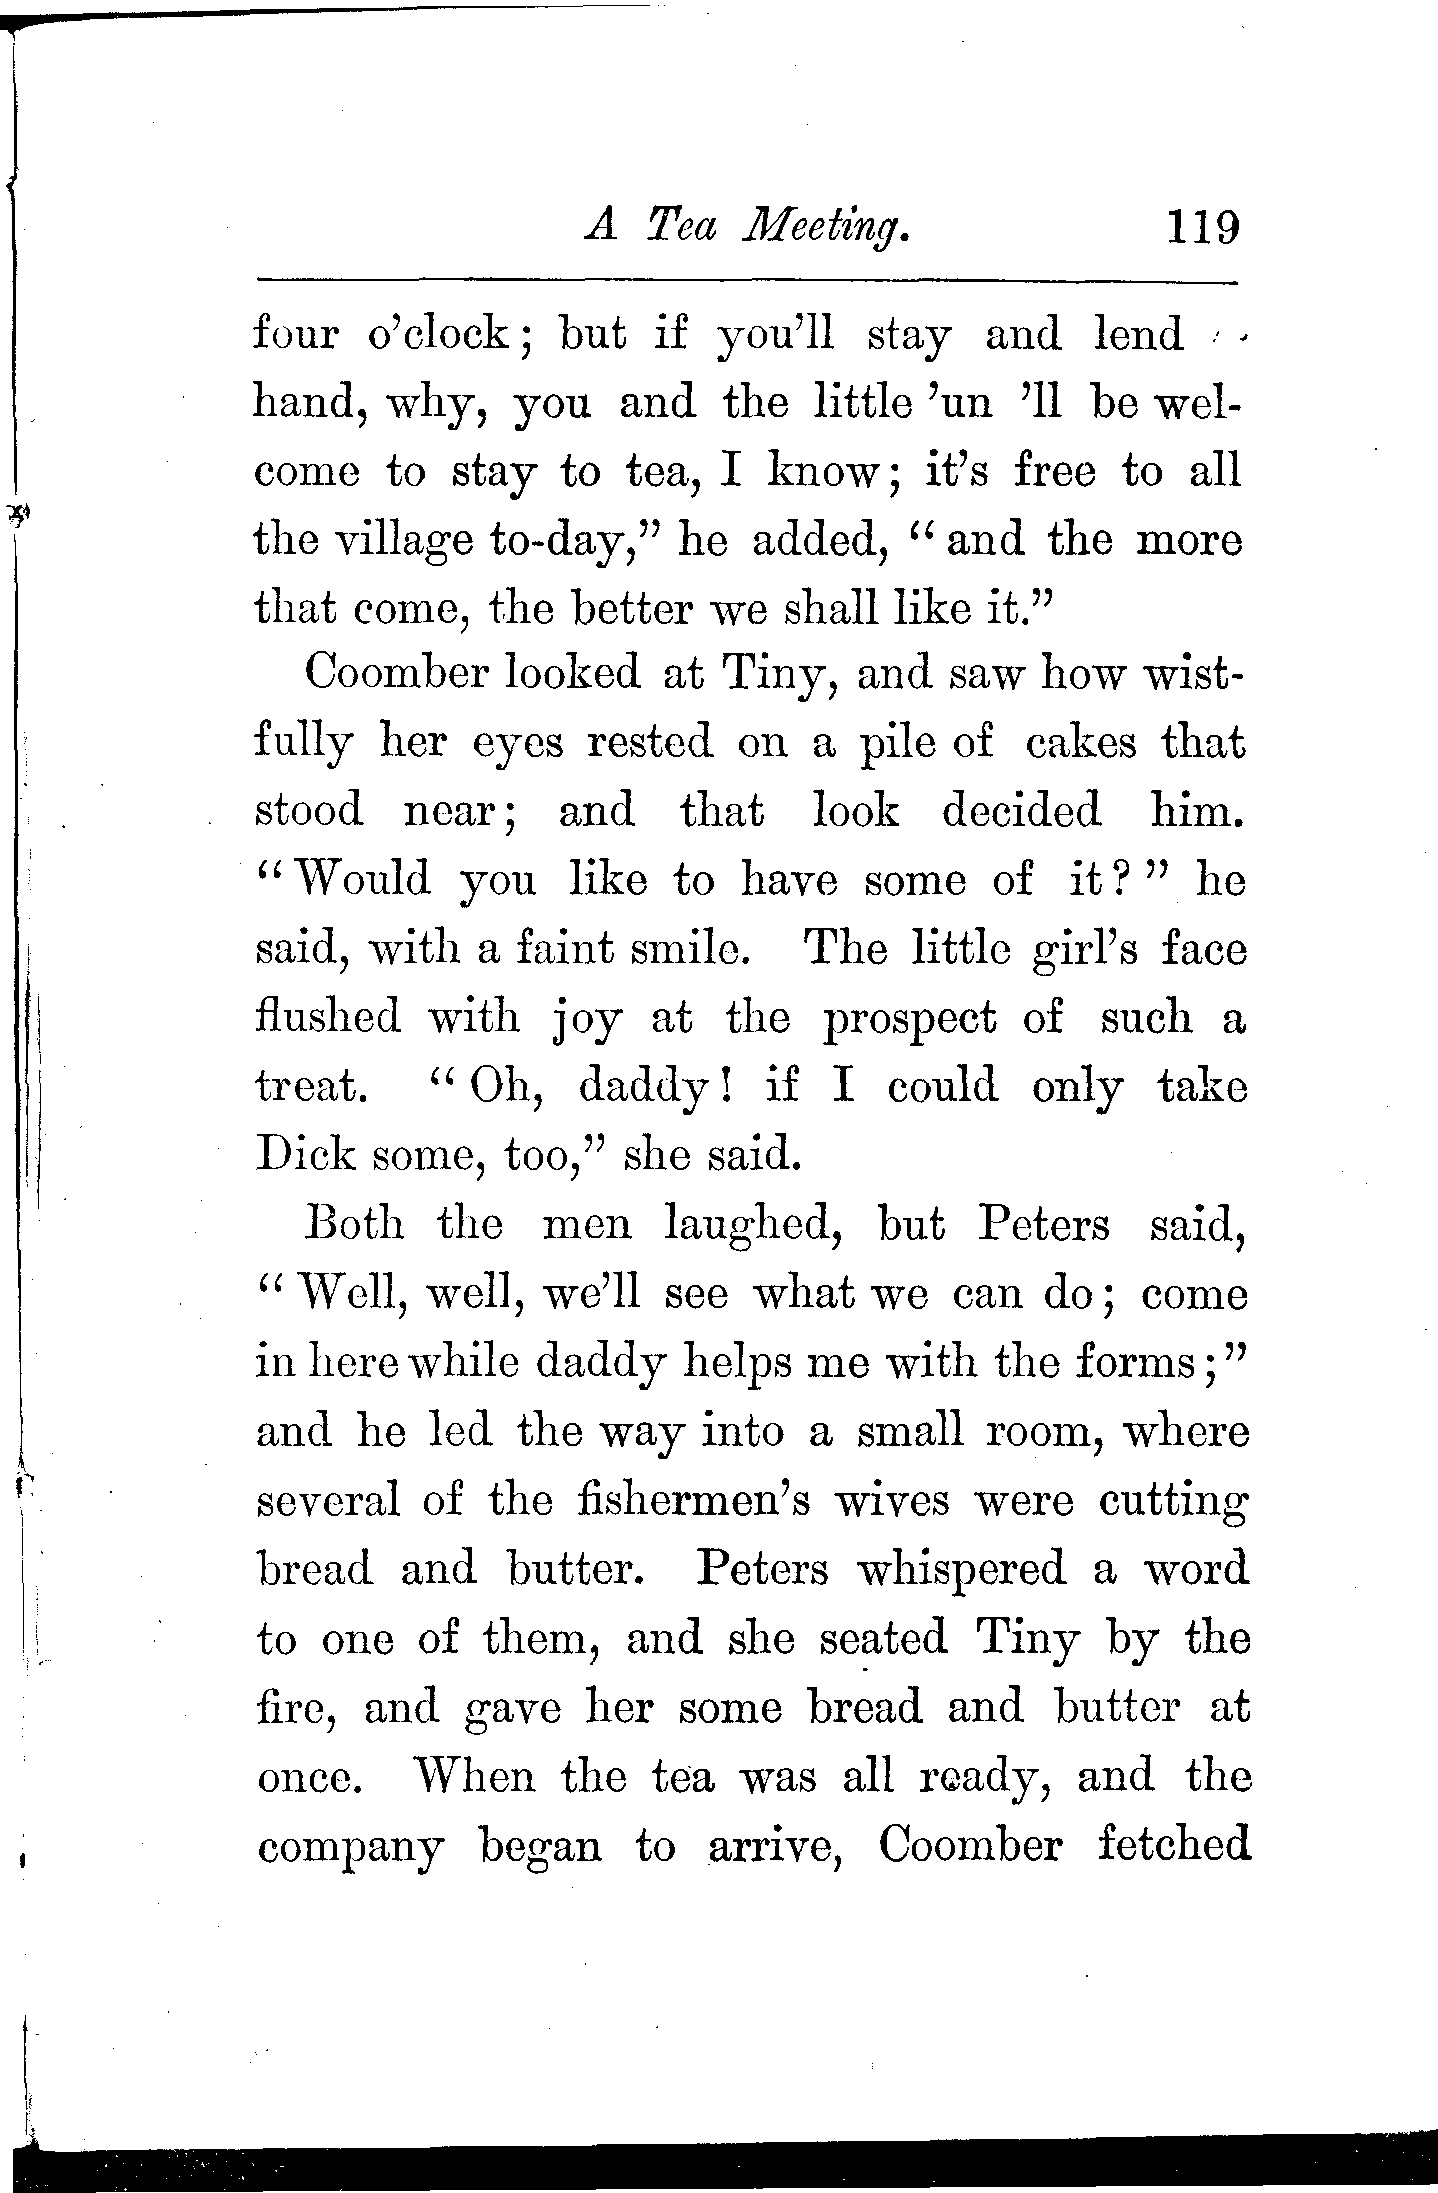 A Tea Meeting. 119
four o'clock; but if you'll stay and lend
hand, why, you and the little 'un 'll be wel-
come to stay to tea, I know; it's free to all
the village to-day," he added, "and the more
that come, the better we shall like it."
Coomber looked at Tiny, and saw how wist-
fully her eyes rested on a pile of cakes that
stood near; and that look decided him.
"Would you like to have some of it?" he
said, with a faint smile. The little girl's face
flushed with joy at the prospect of such a
treat. "Oh, daddy! if I could only take
Dick some, too," she said.
Both the men laughed, but Peters said,
"Well, well, we'll see what we can do; come
in here while daddy helps me with the forms;"
and he led the way into a small room, where
several of the fishermen's wives were cutting
bread and butter. Peters whispered a word
to one of them, and she seated Tiny by the
fire, and gave her some bread and butter at
once. When the tea was all ready, and the
company began to arrive, Coomber fetched